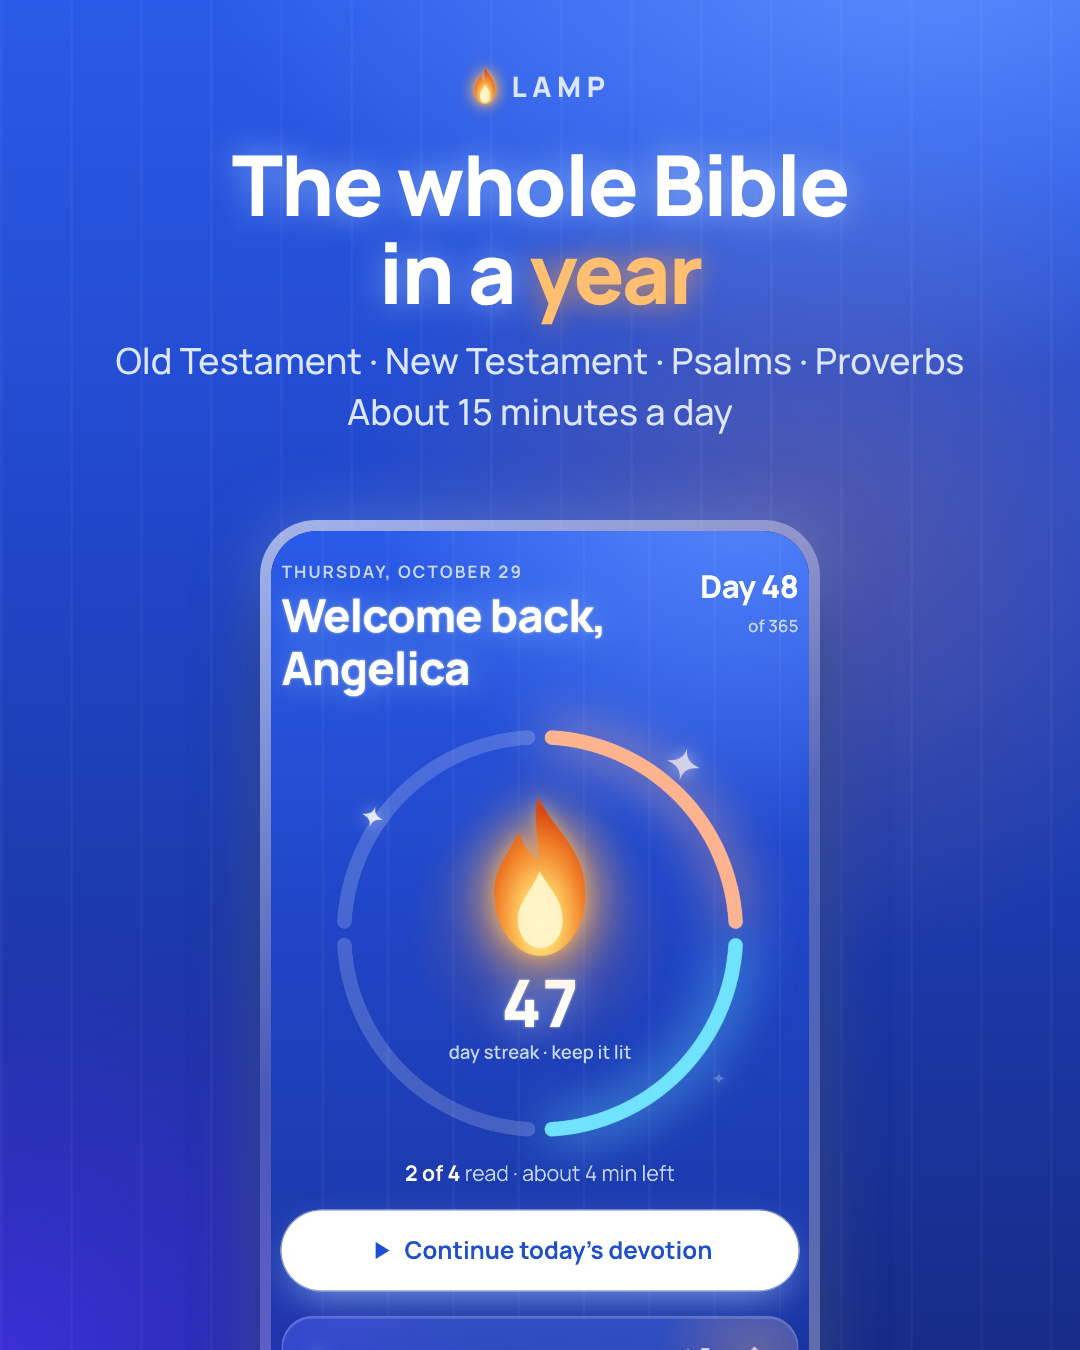 LAMP
The whole Bible
in a year
Old Testament · New Testament · Psalms · Proverbs
About 15 minutes a day
THURSDAY, OCTOBER 29
Welcome back,
Angelica
Day 48
of 365
47
day streak · keep it lit
2 of 4 read · about 4 min left
Continue today's devotion